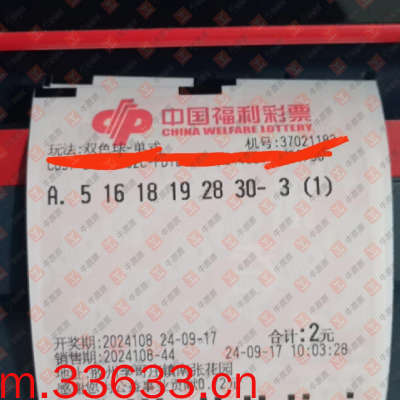 中国福利彩票
CHINA WELFARE LOTTERY
玩法:双色球-单式 机号:37021192
A. 5 16 18 19 28 30- 3 (1)
开奖期:2024108 24-09-17 合计:2元
销售期:2024108-44 24-09-17 10:03:28
m.33633.cn